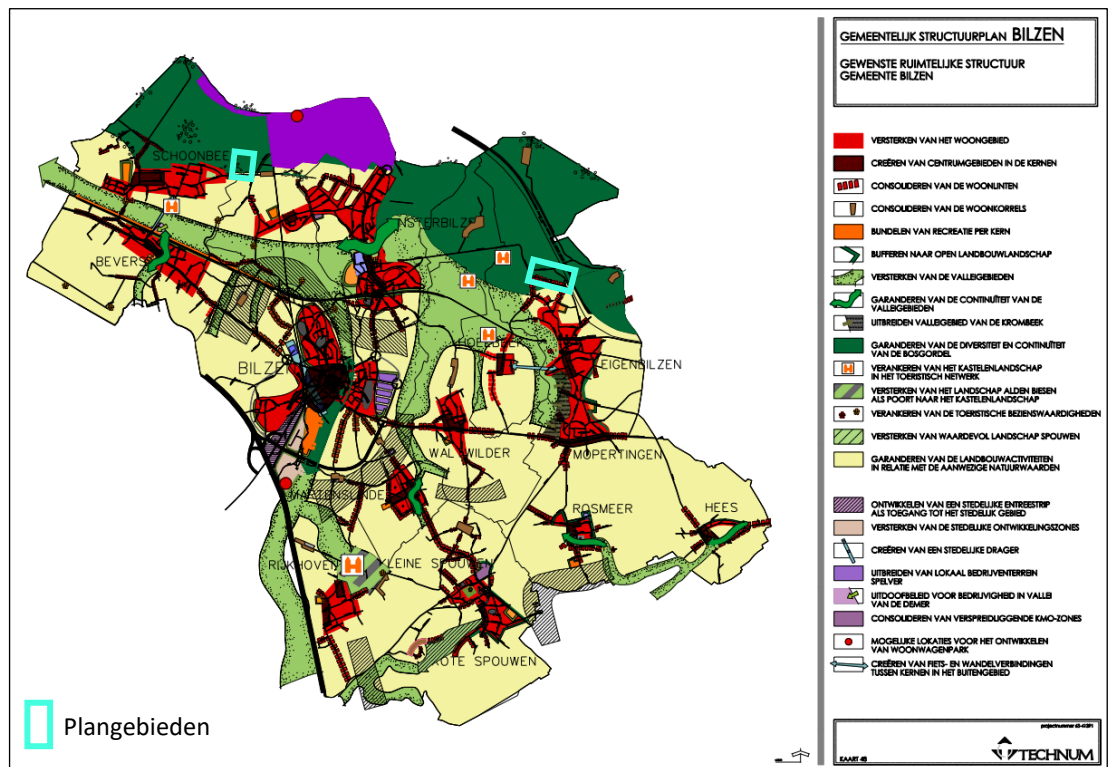 GEMEENTELIJK STRUCTUURPLAN BILZEN
GEWENSTE RUIMTELIJKE STRUCTUUR
GEMEENTE BILZEN
VERSTERKEN VAN HET WOONGEBIED
CREËREN VAN CENTRUMGEBIEDEN IN DE KERNEN
CONSOLIDEREN VAN DE WOONLINTEN
CONSOLIDEREN VAN DE WOONKORRELS
BUNDELEN VAN RECREATIE PER KERN
BUFFEREN NAAR OPEN LANDBOUWLANDSCHAP
VERSTERKEN VAN DE VALLEIGEBIEDEN
GARANDEREN VAN DE CONTINUÏTEIT VAN DE
VALLEIGEBIEDEN
UITBREIDEN VALLEIGEBIED VAN DE KROMBEEK
GARANDEREN VAN DE DIVERSITEIT EN CONTINUÏTEIT
VAN DE BOSGORDEL
VERANKEREN VAN HET KASTELENLANDSCHAP
IN HET TOERISTISCH NETWERK
VERSTERKEN VAN HET LANDSCHAP ALDEN BIESEN
ALS POORT NAAR HET KASTELENLANDSCHAP
VERANKEREN VAN DE TOERISTISCHE BEZIENSWAARDIGHEDEN
VERSTERKEN VAN WAARDEVOL LANDSCHAP SPOUWEN
GARANDEREN VAN DE LANDBOUWACTIVITEITEN
IN RELATIE MET DE AANWEZIGE NATUURWAARDEN
ONTWIKKELEN VAN EEN STEDELIJKE ENTREESTRIP
ALS TOEGANG TOT HET STEDELIJK GEBIED
VERSTERKEN VAN DE STEDELIJKE ONTWIKKELINGSZONES
CREËREN VAN EEN STEDELIJKE DRAGER
UITBREIDEN VAN LOKAAL BEDRIJVENTERREIN
SPELVER
UITDOOFBELEID VOOR BEDRIJVIGHEID IN VALLEI
VAN DE DEMER
CONSOLIDEREN VAN VERSPREIDLIGGENDE KMO-ZONES
MOGELIJKE LOKATIES VOOR HET ONTWIKKELEN
VAN WOONWAGENPARK
CREËREN VAN FIETS- EN WANDELVERBINDINGEN
TUSSEN KERNEN IN HET BUITENGEBIED
TECHNUM
KAART 45
SCHOONBEE
NSTERBILZ
BEVERS
EIGENBILZEN
BILZE
WAL WILDER
MOPERTINGEN
ROSMEER
HEES
RIJKHOVEN
KLEINE SPOUWEN
ROTE SPOUWEN
Plangebieden